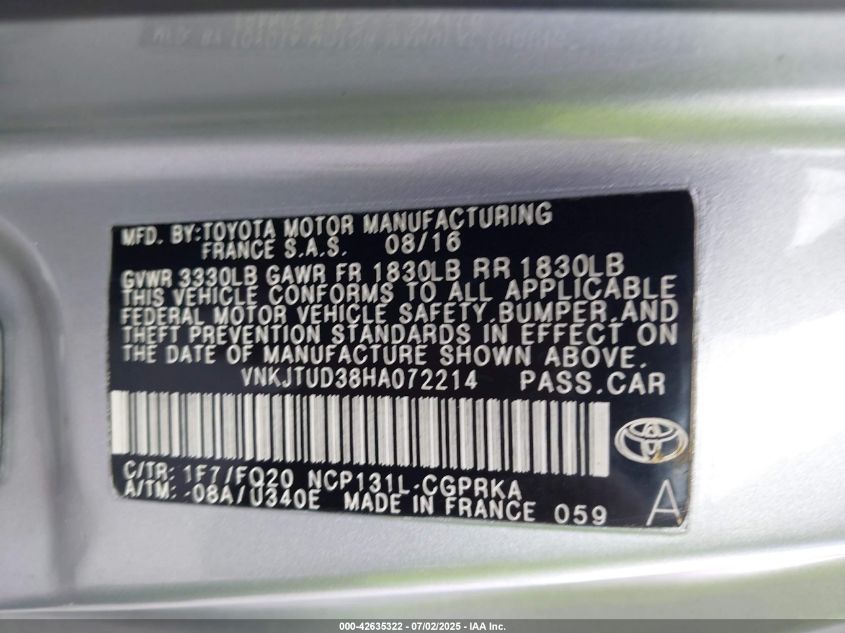 MFD. BY:TOYOTA MOTOR MANUFACTURING
FRANCE S.A.S. 08/16
GVWR 3330LB GAWR FR 1830LB RR 1830LB
THIS VEHICLE CONFORMS TO ALL APPLICABLE
FEDERAL MOTOR VEHICLE SAFETY,BUMPER,AND
THEFT PREVENTION STANDARDS IN EFFECT ON
THE DATE OF MANUFACTURE SHOWN ABOVE.
VNKJTUD38HA072214 PASS.CAR
C/TR: 1F7/FQ20 NCP131L-CGPRKA
A/TM: -08A/U340E MADE IN FRANCE 059 A
000-42635322 / 07/02/2025 - IAA Inc.